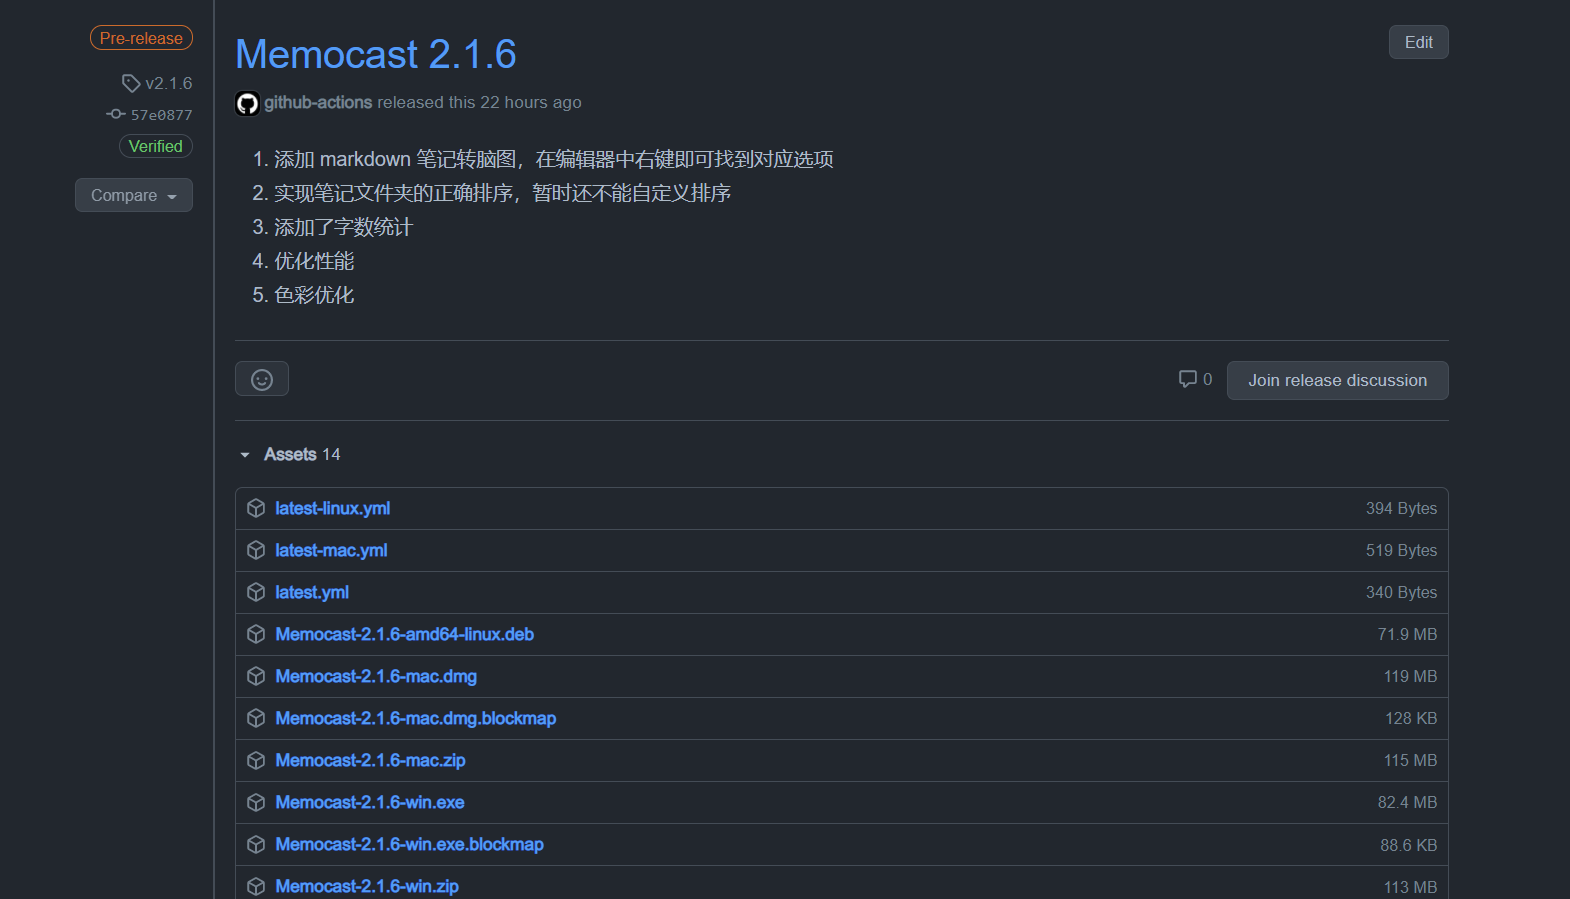 Pre-release
v2.1.6
57e0877
Verified
Compare
Memocast 2.1.6
Edit
github-actions released this 22 hours ago
1. 添加 markdown 笔记转脑图，在编辑器中右键即可找到对应选项
2. 实现笔记文件夹的正确排序，暂时还不能自定义排序
3. 添加了字数统计
4. 优化性能
5. 色彩优化
0
Join release discussion
Assets 14
latest-linux.yml 394 Bytes
latest-mac.yml 519 Bytes
latest.yml 340 Bytes
Memocast-2.1.6-amd64-linux.deb 71.9 MB
Memocast-2.1.6-mac.dmg 119 MB
Memocast-2.1.6-mac.dmg.blockmap 128 KB
Memocast-2.1.6-mac.zip 115 MB
Memocast-2.1.6-win.exe 82.4 MB
Memocast-2.1.6-win.exe.blockmap 88.6 KB
Memocast-2.1.6-win.zip 113 MB